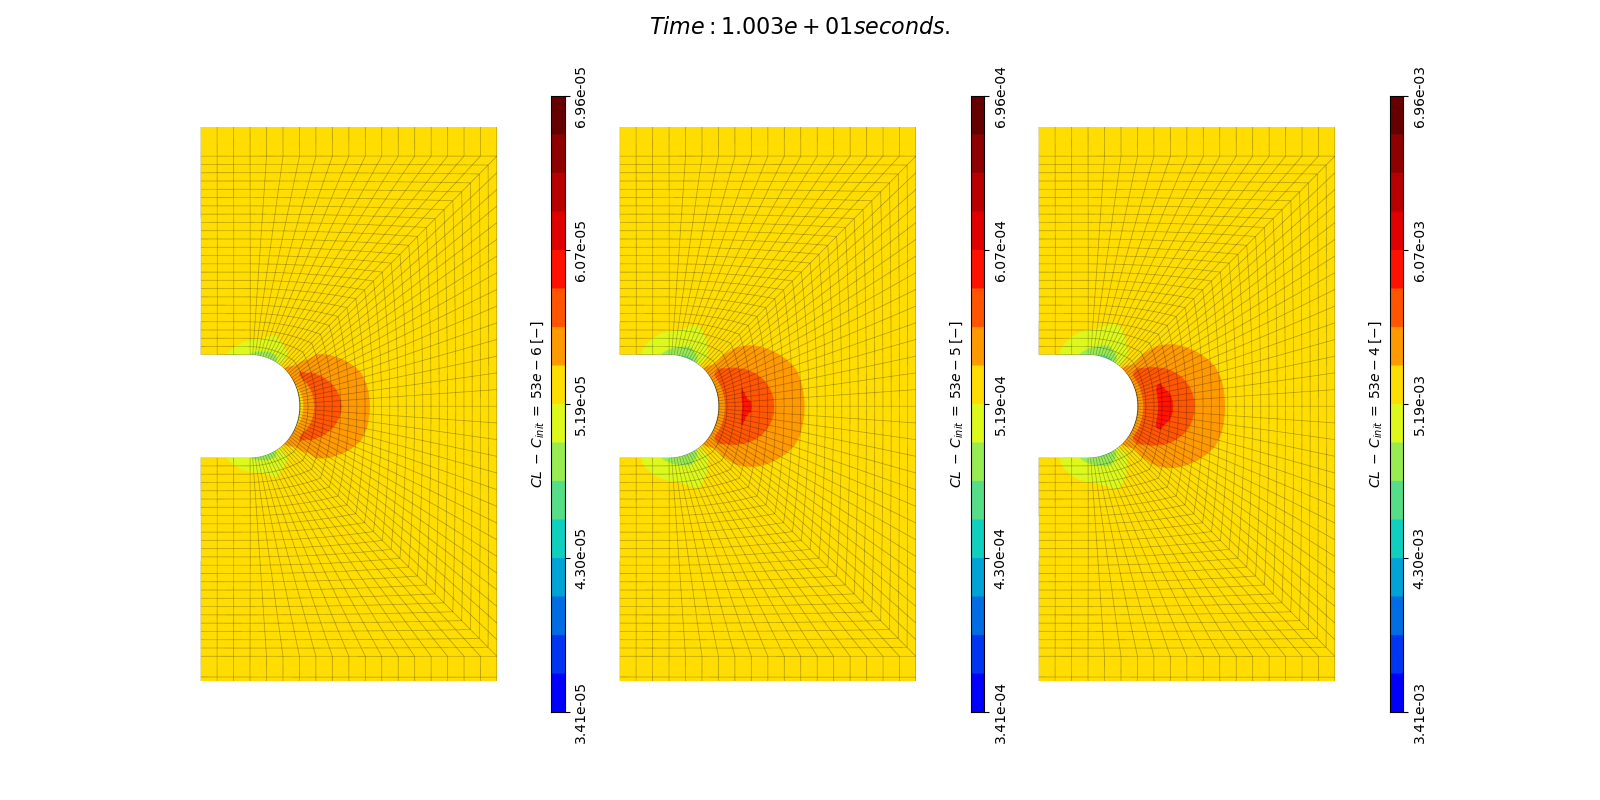 Time : 1.003e + 01seconds.
6.96e-05
6.07e-05
5.19e-05
4.30e-05
3.41e-05
CL − C_init = 53e − 6 [−]
6.96e-04
6.07e-04
5.19e-04
4.30e-04
3.41e-04
CL − C_init = 53e − 5 [−]
6.96e-03
6.07e-03
5.19e-03
4.30e-03
3.41e-03
CL − C_init = 53e − 4 [−]